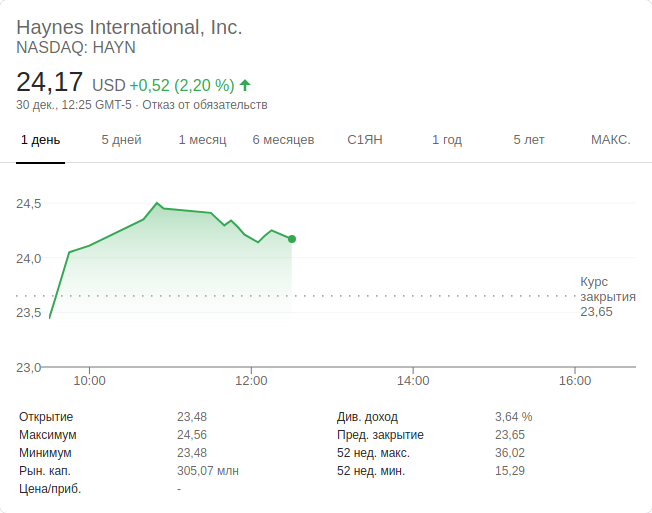 Haynes International, Inc.
NASDAQ: HAYN
24,17 USD +0,52 (2,20 %)
30 дек., 12:25 GMT-5 · Отказ от обязательств
1 день 5 дней 1 месяц 6 месяцев С1ЯН 1 год 5 лет МАКС.
24,5
24,0
Курс
закрытия
23,65
23,5
23,0
10:00 12:00 14:00 16:00
Открытие 23,48 Див. доход 3,64 %
Максимум 24,56 Пред. закрытие 23,65
Минимум 23,48 52 нед. макс. 36,02
Рын. кап. 305,07 млн 52 нед. мин. 15,29
Цена/приб. -